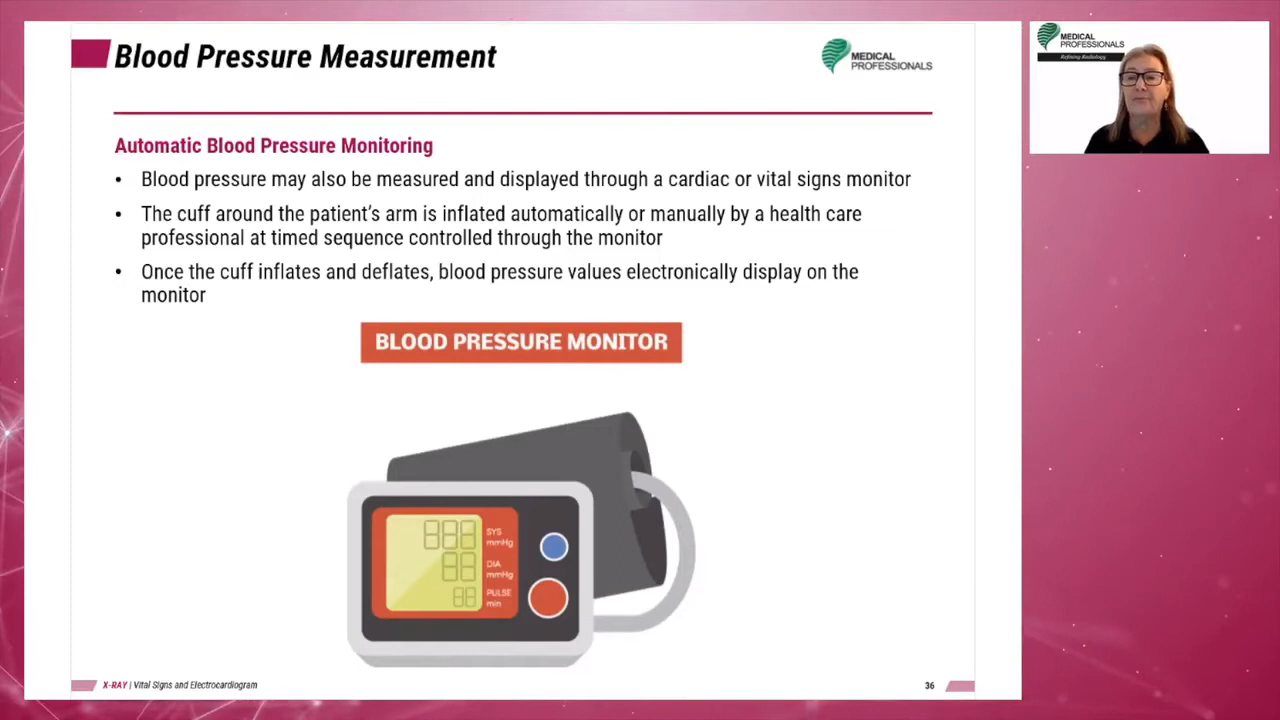 Blood Pressure Measurement
MEDICAL
PROFESSIONALS
Automatic Blood Pressure Monitoring
• Blood pressure may also be measured and displayed through a cardiac or vital signs monitor
• The cuff around the patient's arm is inflated automatically or manually by a health care
professional at timed sequence controlled through the monitor
• Once the cuff inflates and deflates, blood pressure values electronically display on the
monitor
BLOOD PRESSURE MONITOR
SYS
mmHg
DIA
mmHg
PULSE
min
X-RAY | Vital Signs and Electrocardiogram
36
MEDICAL
PROFESSIONALS
Refining Radiology